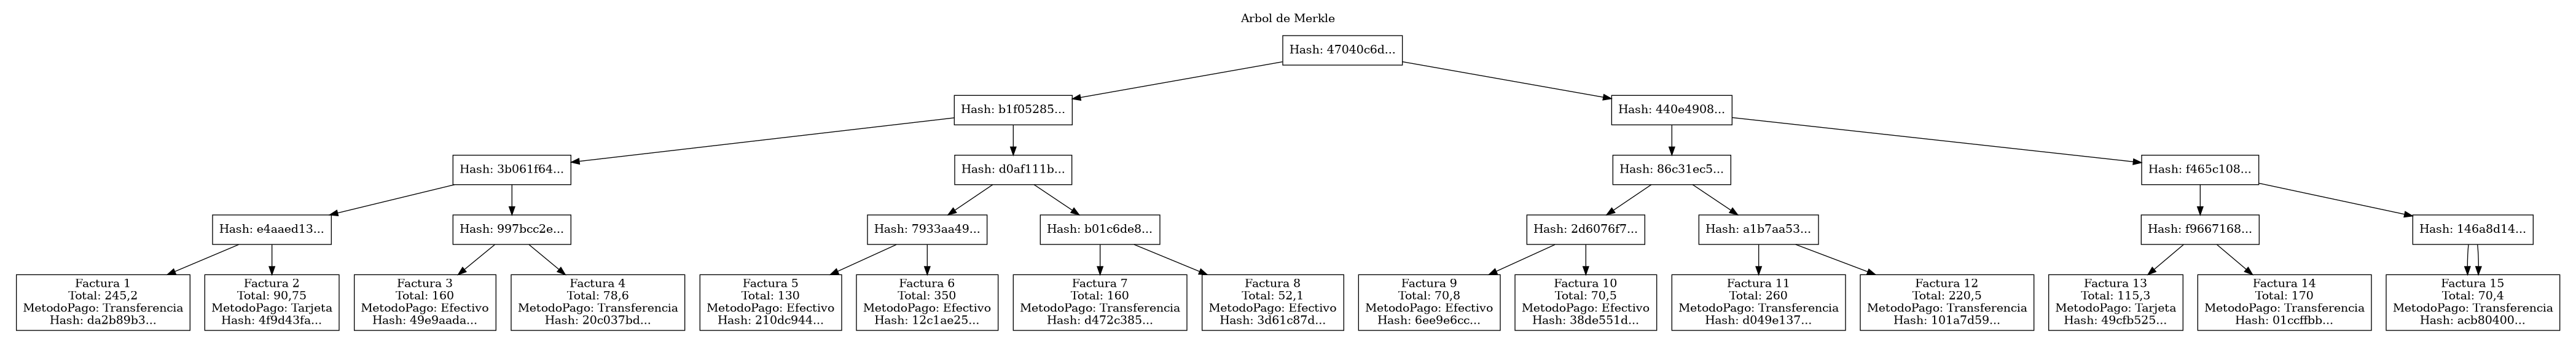 Arbol de Merkle
Hash: 47040c6d...
Hash: b1f05285...
Hash: 440e4908...
Hash: 3b061f64...
Hash: d0af111b...
Hash: 86c31ec5...
Hash: f465c108...
Hash: e4aaed13...
Hash: 997bcc2e...
Hash: 7933aa49...
Hash: b01c6de8...
Hash: 2d6076f7...
Hash: a1b7aa53...
Hash: f9667168...
Hash: 146a8d14...
Factura 1
Total: 245,2
MetodoPago: Transferencia
Hash: da2b89b3...
Factura 2
Total: 90,75
MetodoPago: Tarjeta
Hash: 4f9d43fa...
Factura 3
Total: 160
MetodoPago: Efectivo
Hash: 49e9aada...
Factura 4
Total: 78,6
MetodoPago: Transferencia
Hash: 20c037bd...
Factura 5
Total: 130
MetodoPago: Efectivo
Hash: 210dc944...
Factura 6
Total: 350
MetodoPago: Efectivo
Hash: 12c1ae25...
Factura 7
Total: 160
MetodoPago: Transferencia
Hash: d472c385...
Factura 8
Total: 52,1
MetodoPago: Efectivo
Hash: 3d61c87d...
Factura 9
Total: 70,8
MetodoPago: Efectivo
Hash: 6ee9e6cc...
Factura 10
Total: 70,5
MetodoPago: Efectivo
Hash: 38de551d...
Factura 11
Total: 260
MetodoPago: Transferencia
Hash: d049e137...
Factura 12
Total: 220,5
MetodoPago: Transferencia
Hash: 101a7d59...
Factura 13
Total: 115,3
MetodoPago: Tarjeta
Hash: 49cfb525...
Factura 14
Total: 170
MetodoPago: Transferencia
Hash: 01ccffbb...
Factura 15
Total: 70,4
MetodoPago: Transferencia
Hash: acb80400...